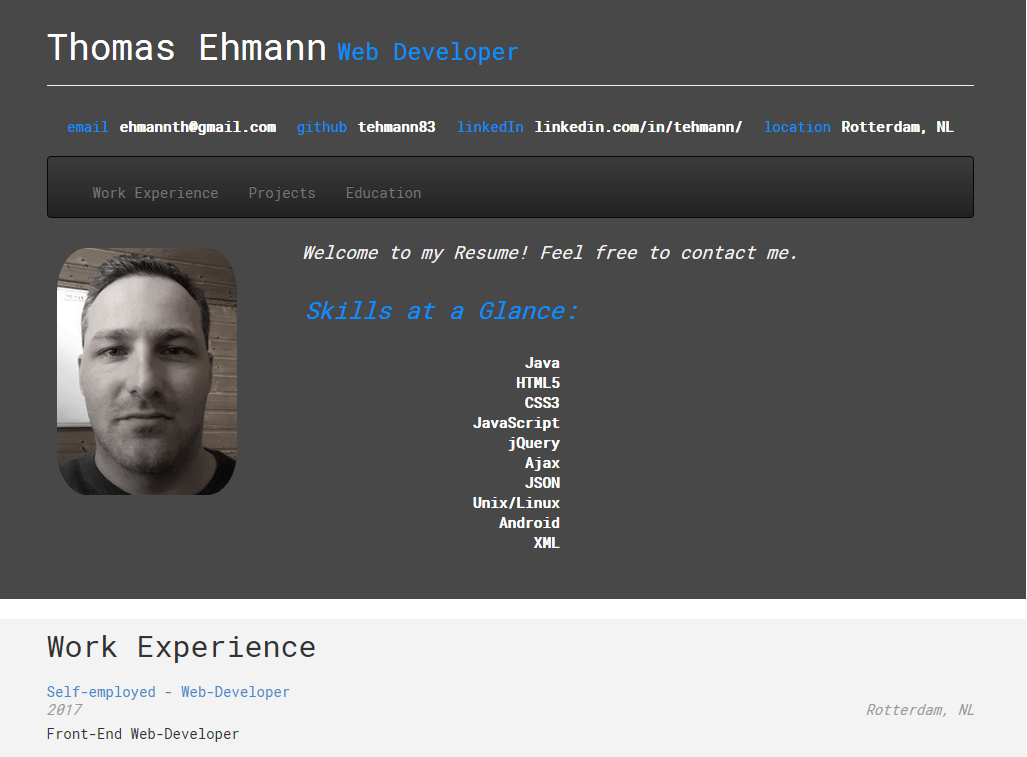 Thomas Ehmann Web Developer
email ehmannth@gmail.com github tehmann83 linkedIn linkedin.com/in/tehmann/ location Rotterdam, NL
Work Experience Projects Education
Welcome to my Resume! Feel free to contact me.
Skills at a Glance:
Java
HTML5
CSS3
JavaScript
jQuery
Ajax
JSON
Unix/Linux
Android
XML
Work Experience
Self-employed - Web-Developer
2017 Rotterdam, NL
Front-End Web-Developer